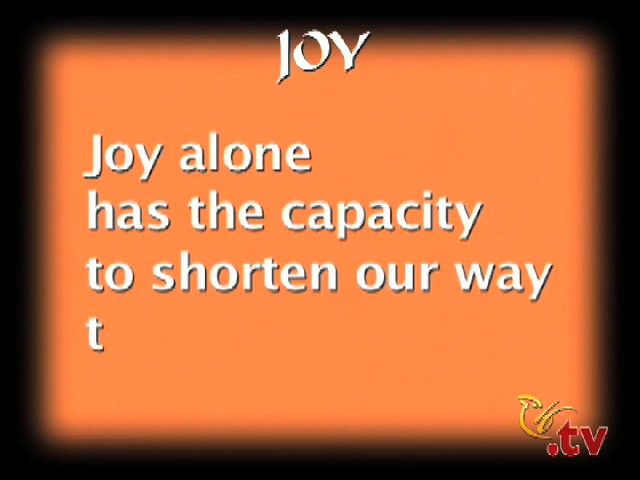 JOY
Joy alone
has the capacity
to shorten our way
t
.tv